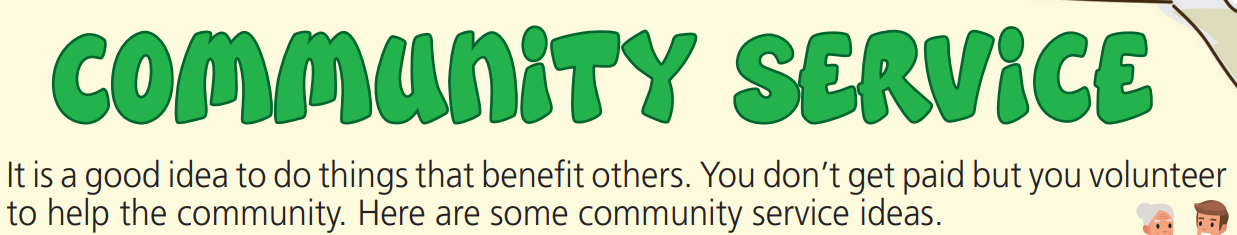 COMMUNITY SERVICE
It is a good idea to do things that benefit others. You don't get paid but you volunteer
to help the community. Here are some community service ideas.